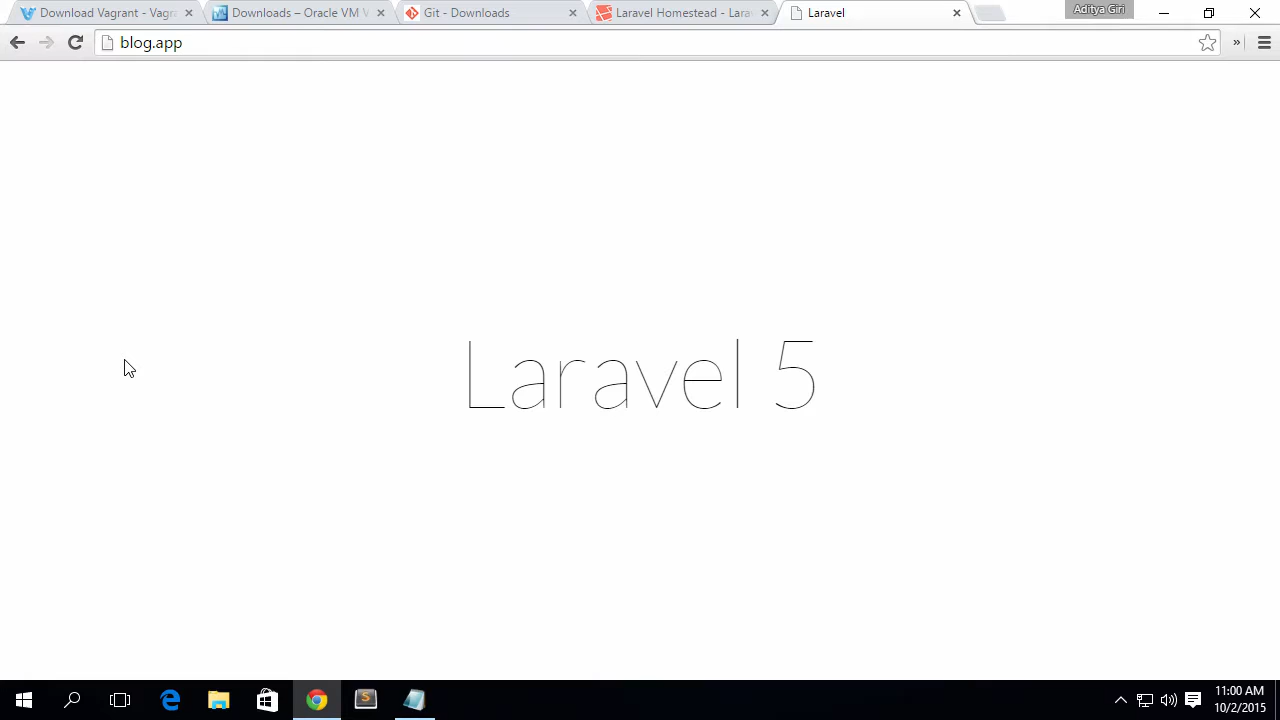 Download Vagrant - Vagr
Downloads – Oracle VM V
Git - Downloads
Laravel Homestead - Lara
Laravel
Aditya Giri
blog.app
Laravel 5
11:00 AM
10/2/2015